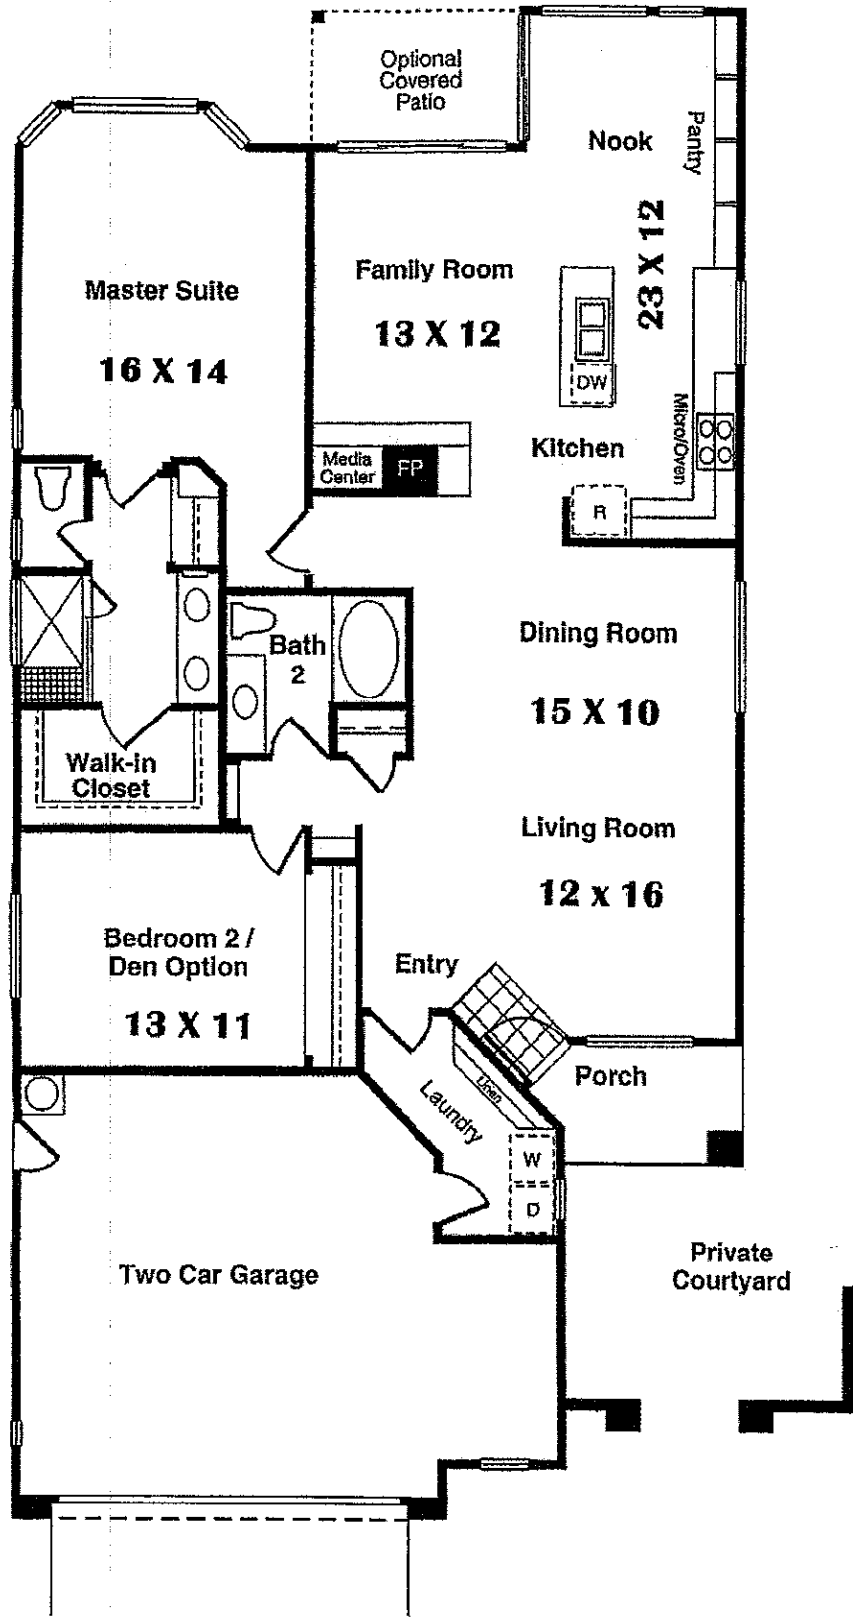 Optional
Covered
Patio
Nook
Pantry
23 X 12
Family Room
13 X 12
Master Suite
16 X 14
DW
Micro/Oven
Kitchen
Media
Center
FP
R
Dining Room
15 X 10
Bath
2
Walk-in
Closet
Living Room
12 x 16
Bedroom 2 /
Den Option
13 X 11
Entry
Porch
Linen
Laundry
W
D
Two Car Garage
Private
Courtyard